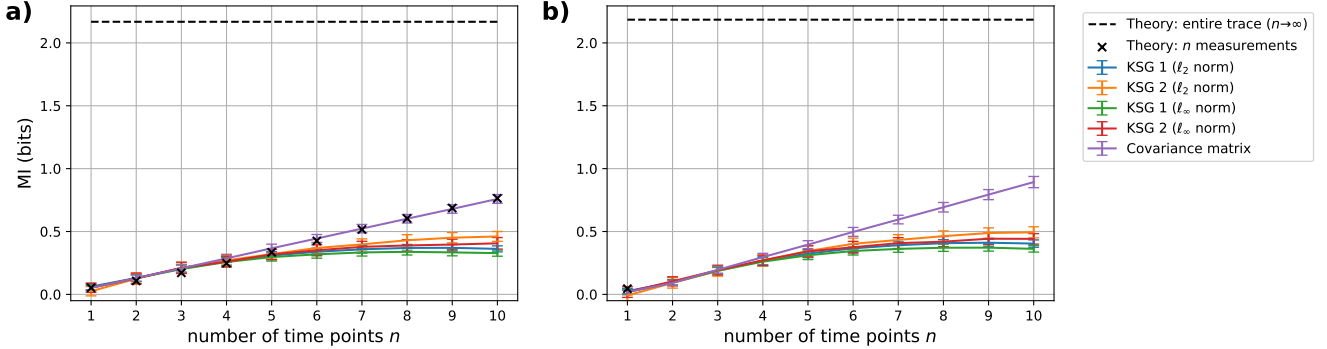 a)
MI (bits)
2.0
1.5
1.0
0.5
0.0
1 2 3 4 5 6 7 8 9 10
number of time points n
b)
2.0
1.5
1.0
0.5
0.0
1 2 3 4 5 6 7 8 9 10
number of time points n
Theory: entire trace (n→∞)
Theory: n measurements
KSG 1 (ℓ₂ norm)
KSG 2 (ℓ₂ norm)
KSG 1 (ℓ∞ norm)
KSG 2 (ℓ∞ norm)
Covariance matrix